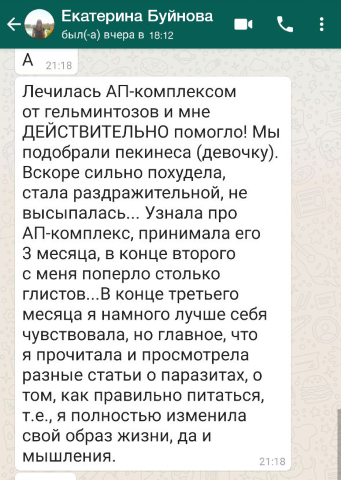 Екатерина Буйнова
был(-а) вчера в 18:12
А 21:18
Лечилась АП-комплексом
от гельминтозов и мне
ДЕЙСТВИТЕЛЬНО помогло! Мы
подобрали пекинеса (девочку).
Вскоре сильно похудела,
стала раздражительной, не
высыпалась... Узнала про
АП-комплекс, принимала его
3 месяца, в конце второго
с меня поперло столько
глистов...В конце третьего
месяца я намного лучше себя
чувствовала, но главное, что
я прочитала и просмотрела
разные статьи о паразитах, о
том, как правильно питаться,
т.е., я полностью изменила
свой образ жизни, да и
мышления.
21:18